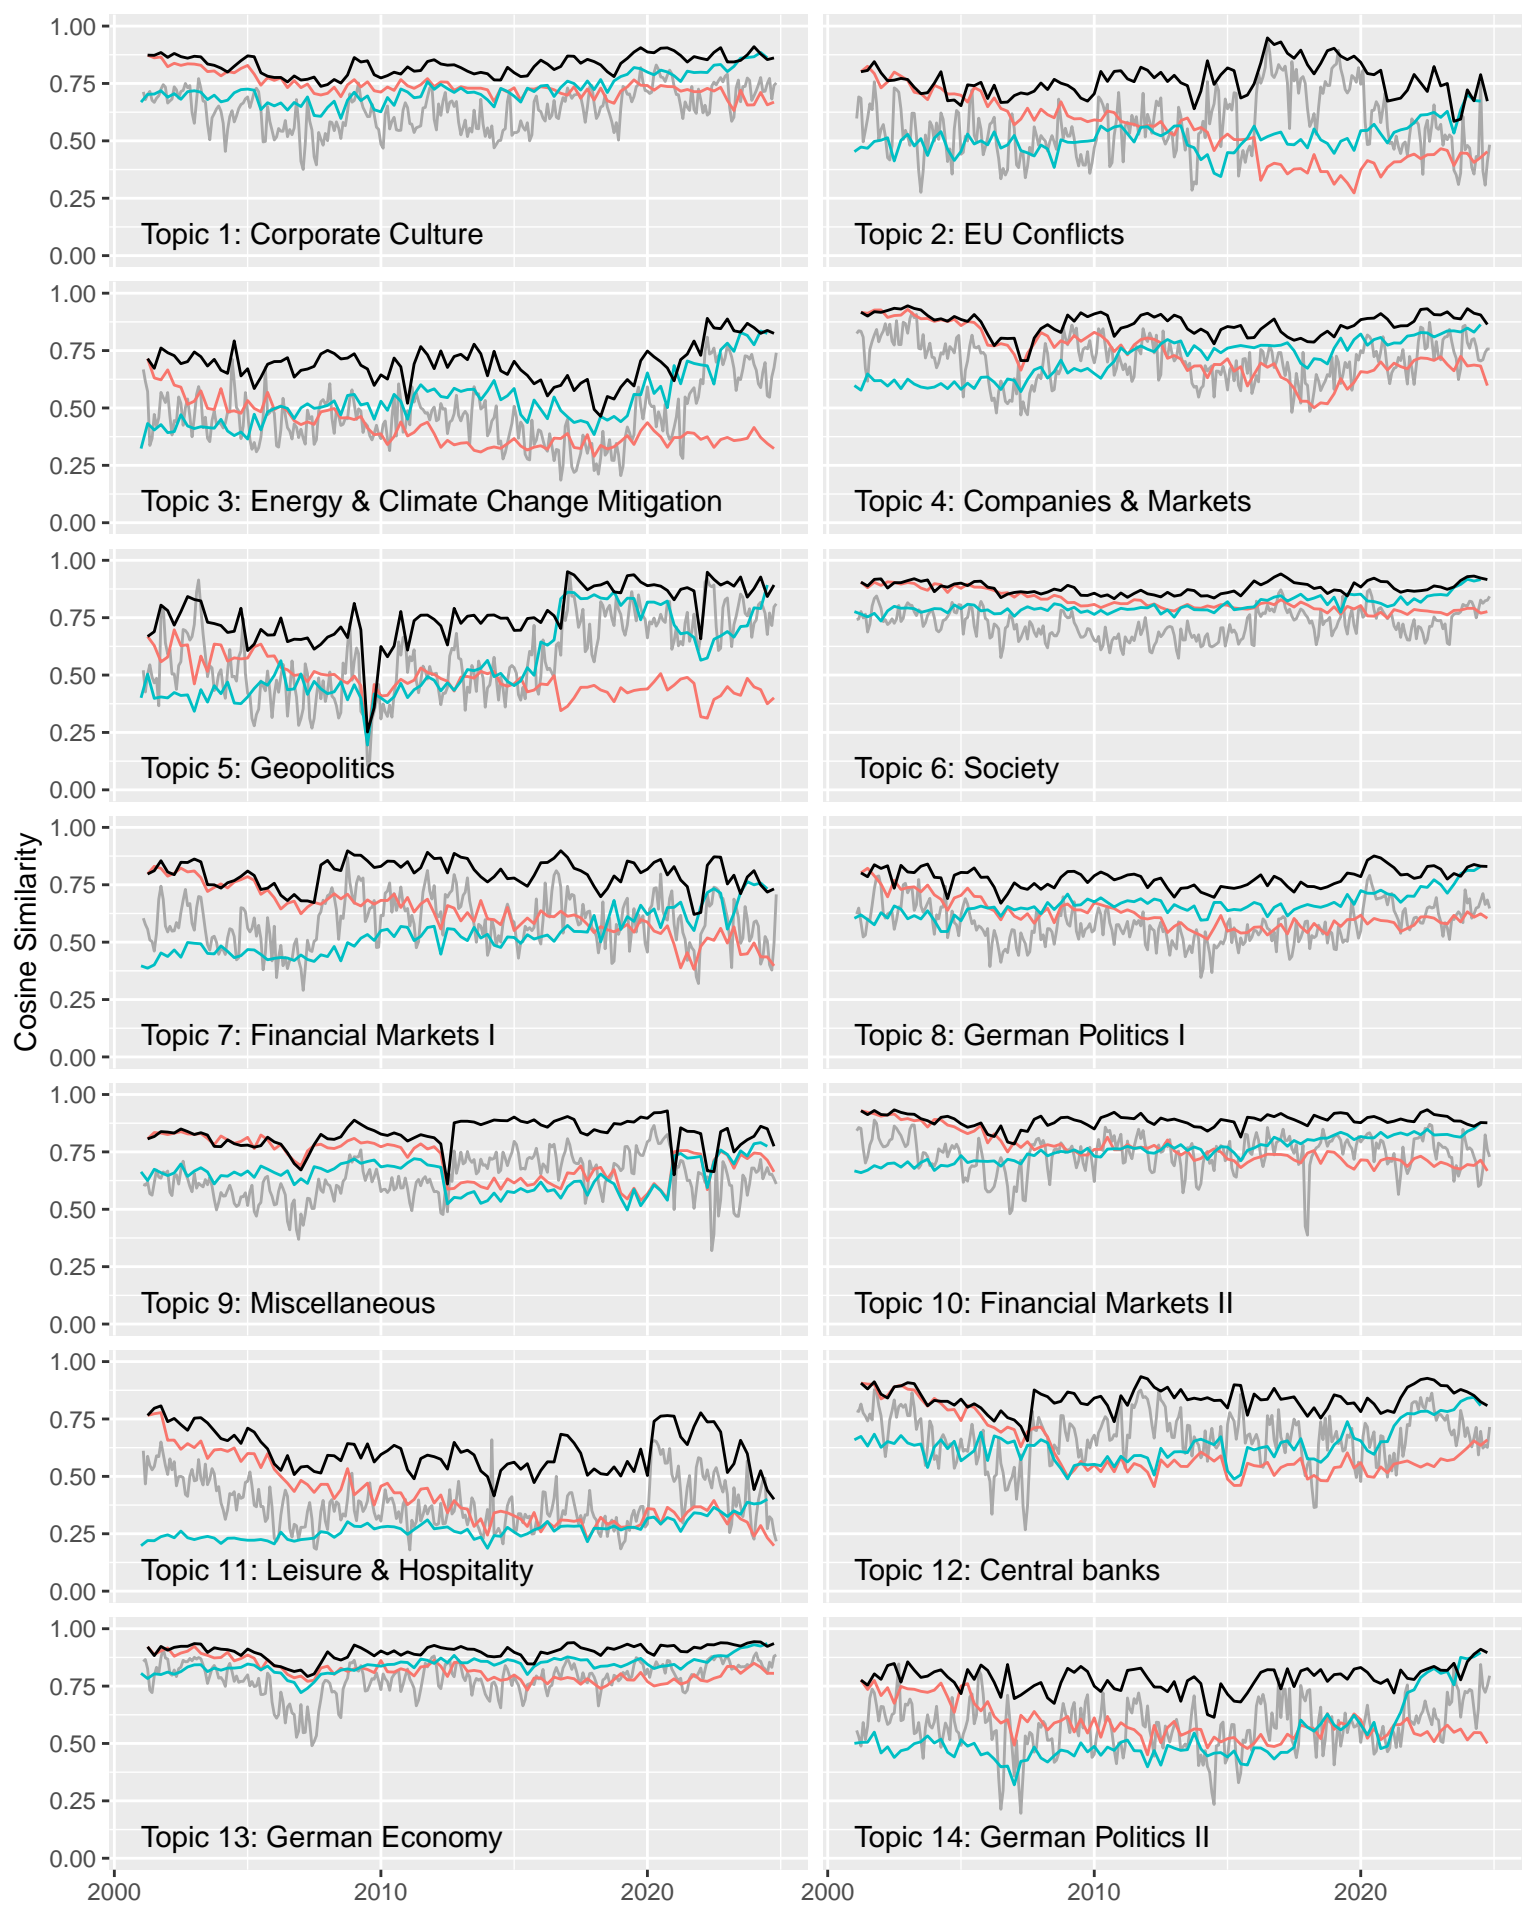 Cosine Similarity
1.00
0.75
0.50
0.25
0.00
Topic 1: Corporate Culture
Topic 2: EU Conflicts
1.00
0.75
0.50
0.25
0.00
Topic 3: Energy & Climate Change Mitigation
Topic 4: Companies & Markets
1.00
0.75
0.50
0.25
0.00
Topic 5: Geopolitics
Topic 6: Society
1.00
0.75
0.50
0.25
0.00
Topic 7: Financial Markets I
Topic 8: German Politics I
1.00
0.75
0.50
0.25
0.00
Topic 9: Miscellaneous
Topic 10: Financial Markets II
1.00
0.75
0.50
0.25
0.00
Topic 11: Leisure & Hospitality
Topic 12: Central banks
1.00
0.75
0.50
0.25
0.00
Topic 13: German Economy
Topic 14: German Politics II
2000 2010 2020 2000 2010 2020